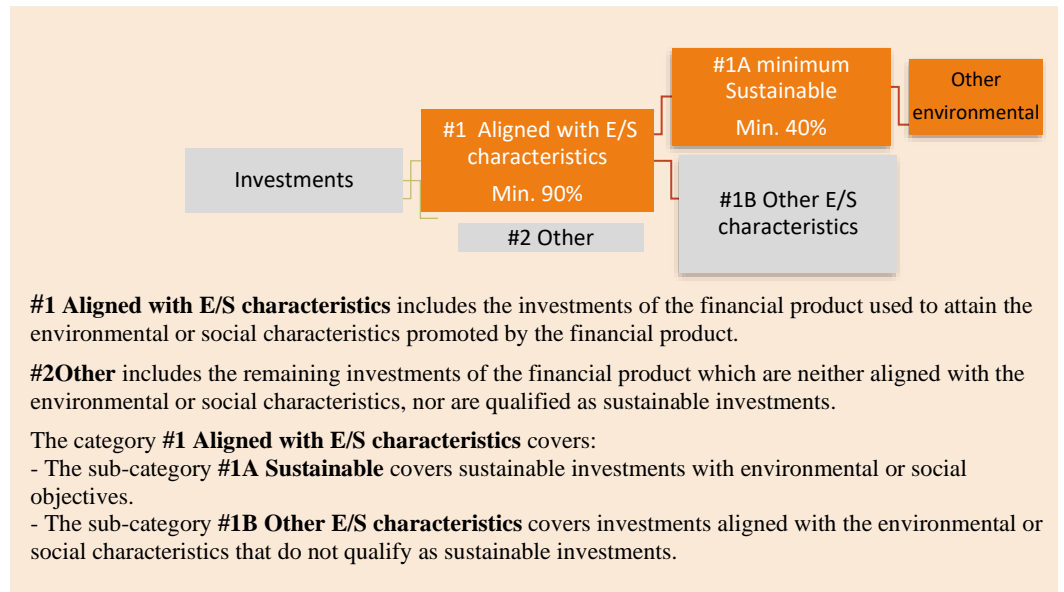 #1A minimum
Sustainable
Min. 40%
Other
environmental
#1 Aligned with E/S
characteristics
Min. 90%
Investments
#1B Other E/S
characteristics
#2 Other
#1 Aligned with E/S characteristics includes the investments of the financial product used to attain the
environmental or social characteristics promoted by the financial product.
#2Other includes the remaining investments of the financial product which are neither aligned with the
environmental or social characteristics, nor are qualified as sustainable investments.
The category #1 Aligned with E/S characteristics covers:
- The sub-category #1A Sustainable covers sustainable investments with environmental or social
objectives.
- The sub-category #1B Other E/S characteristics covers investments aligned with the environmental or
social characteristics that do not qualify as sustainable investments.